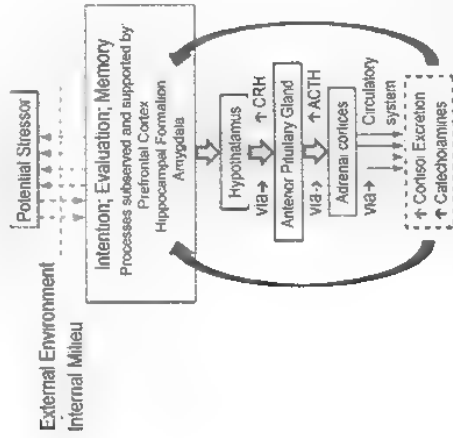 Potential Stressor
External Environment
Internal Milieu
Intention; Evaluation; Memory
Processes subserved and supported by
Prefrontal Cortex
Hippocampal Formation
Amygdala
Hypothalamus
via→ ↑ CRH
Anterior Pituitary Gland
via→ ↑ ACTH
Adrenal cortices
via→ Circulatory
system
↑ Cortisol Excretion
↑ Catecholamines